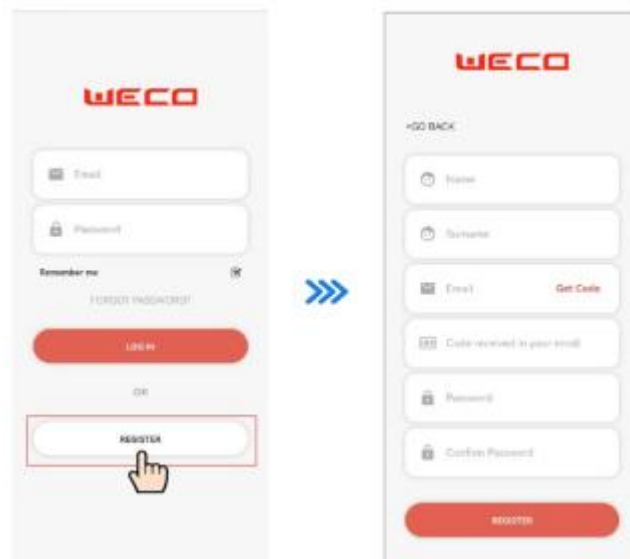 WECO
Email
Password
Remember me
FORGOT PASSWORD?
LOG IN
OR
REGISTER
WECO
<GO BACK
Name
Surname
Email Get Code
Code received in your email
Password
Confirm Password
REGISTER